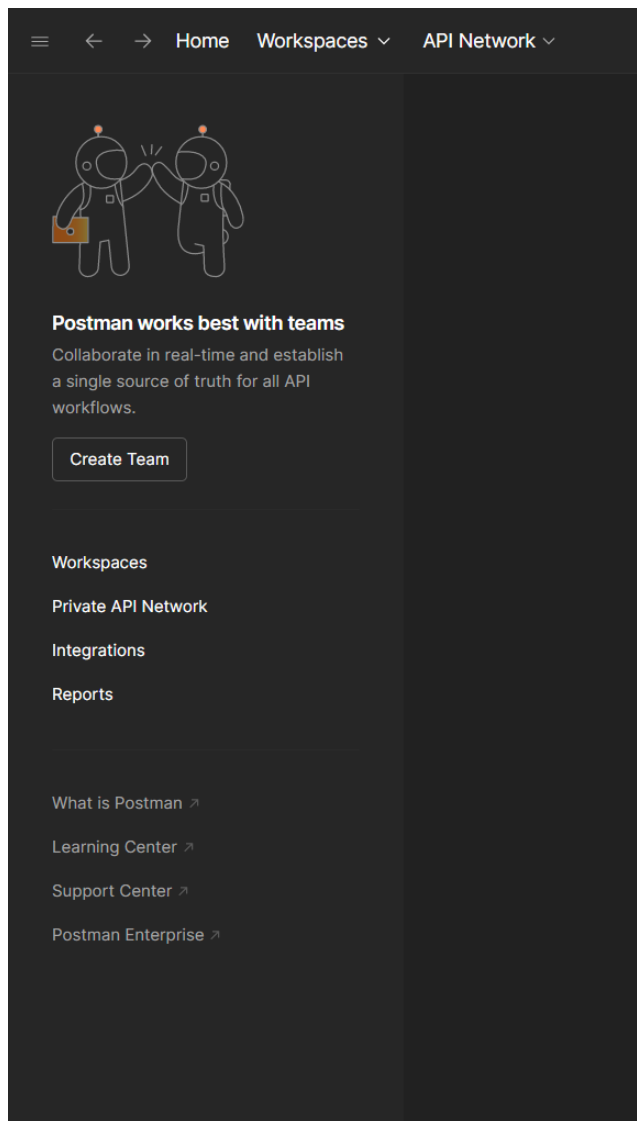 Home Workspaces API Network
Postman works best with teams
Collaborate in real-time and establish
a single source of truth for all API
workflows.
Create Team
Workspaces
Private API Network
Integrations
Reports
What is Postman
Learning Center
Support Center
Postman Enterprise